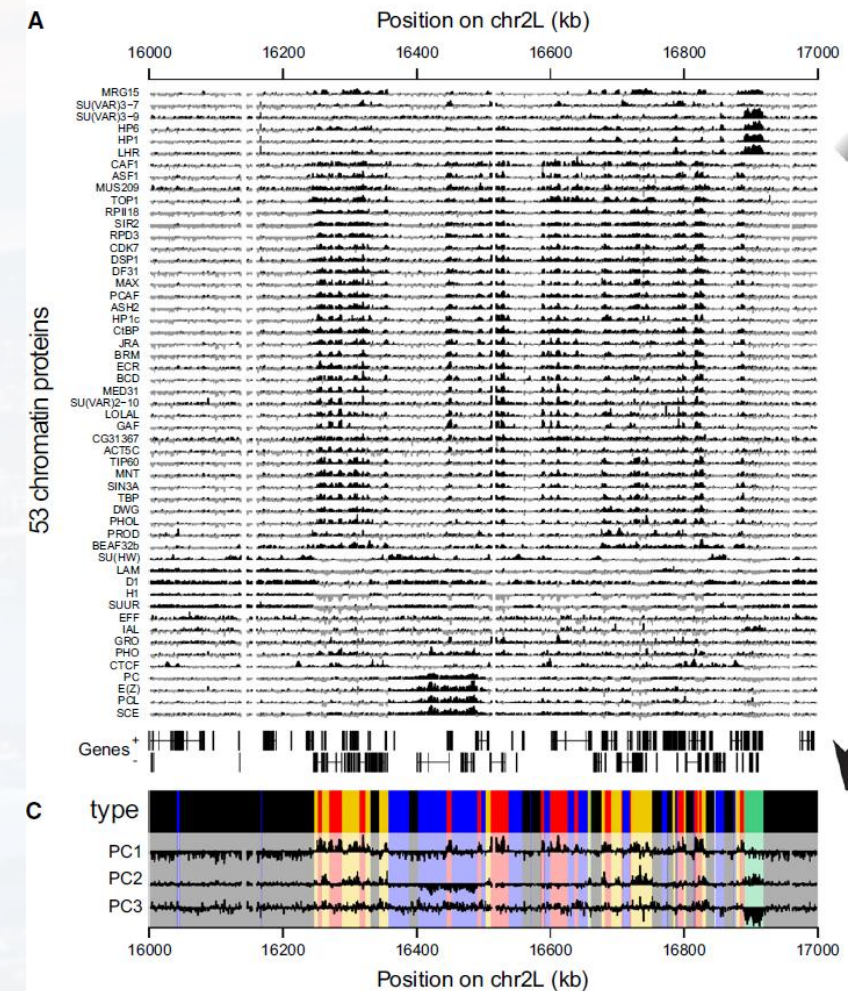 A
Position on chr2L (kb)
16000 16200 16400 16600 16800 17000
53 chromatin proteins
MRG15
SU(VAR)3-7
SU(VAR)3-9
HP6
HP1
LHR
CAF1
ASF1
MUS209
TOP1
RPII18
SIR2
RPD3
CDK7
DSP1
DF31
MAX
PCAF
ASH2
HP1c
CtBP
JRA
BRM
ECR
BCD
MED31
SU(VAR)2-10
LOLAL
GAF
CG31367
ACT5C
TIP60
MNT
SIN3A
TBP
DWG
PHOL
PROD
BEAF32b
SU(HW)
LAM
D1
H1
SUUR
EFF
IAL
GRO
PHO
CTCF
PC
E(Z)
PCL
SCE
Genes +
-
C
type
PC1
PC2
PC3
16000 16200 16400 16600 16800 17000
Position on chr2L (kb)